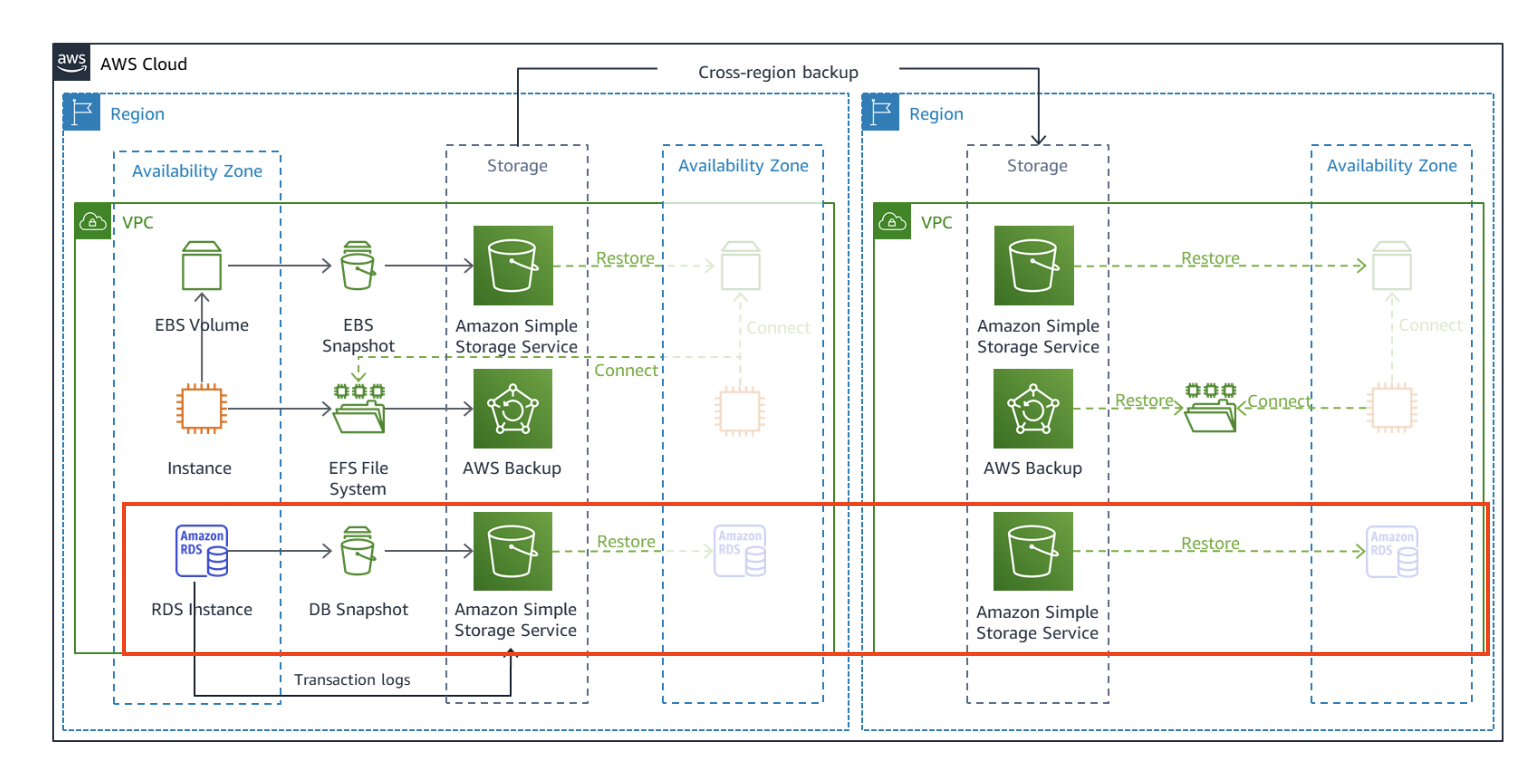 aws
AWS Cloud
Cross-region backup
Region
Region
Availability Zone
Storage
Availability Zone
Storage
Availability Zone
VPC
VPC
Restore
Restore
EBS Volume
EBS
Snapshot
Amazon Simple
Storage Service
Connect
Amazon Simple
Storage Service
Connect
Connect
Restore
Connect
Instance
EFS File
System
AWS Backup
AWS Backup
Amazon
RDS
Restore
Amazon
RDS
Restore
Amazon
RDS
RDS Instance
DB Snapshot
Amazon Simple
Storage Service
Amazon Simple
Storage Service
Transaction logs